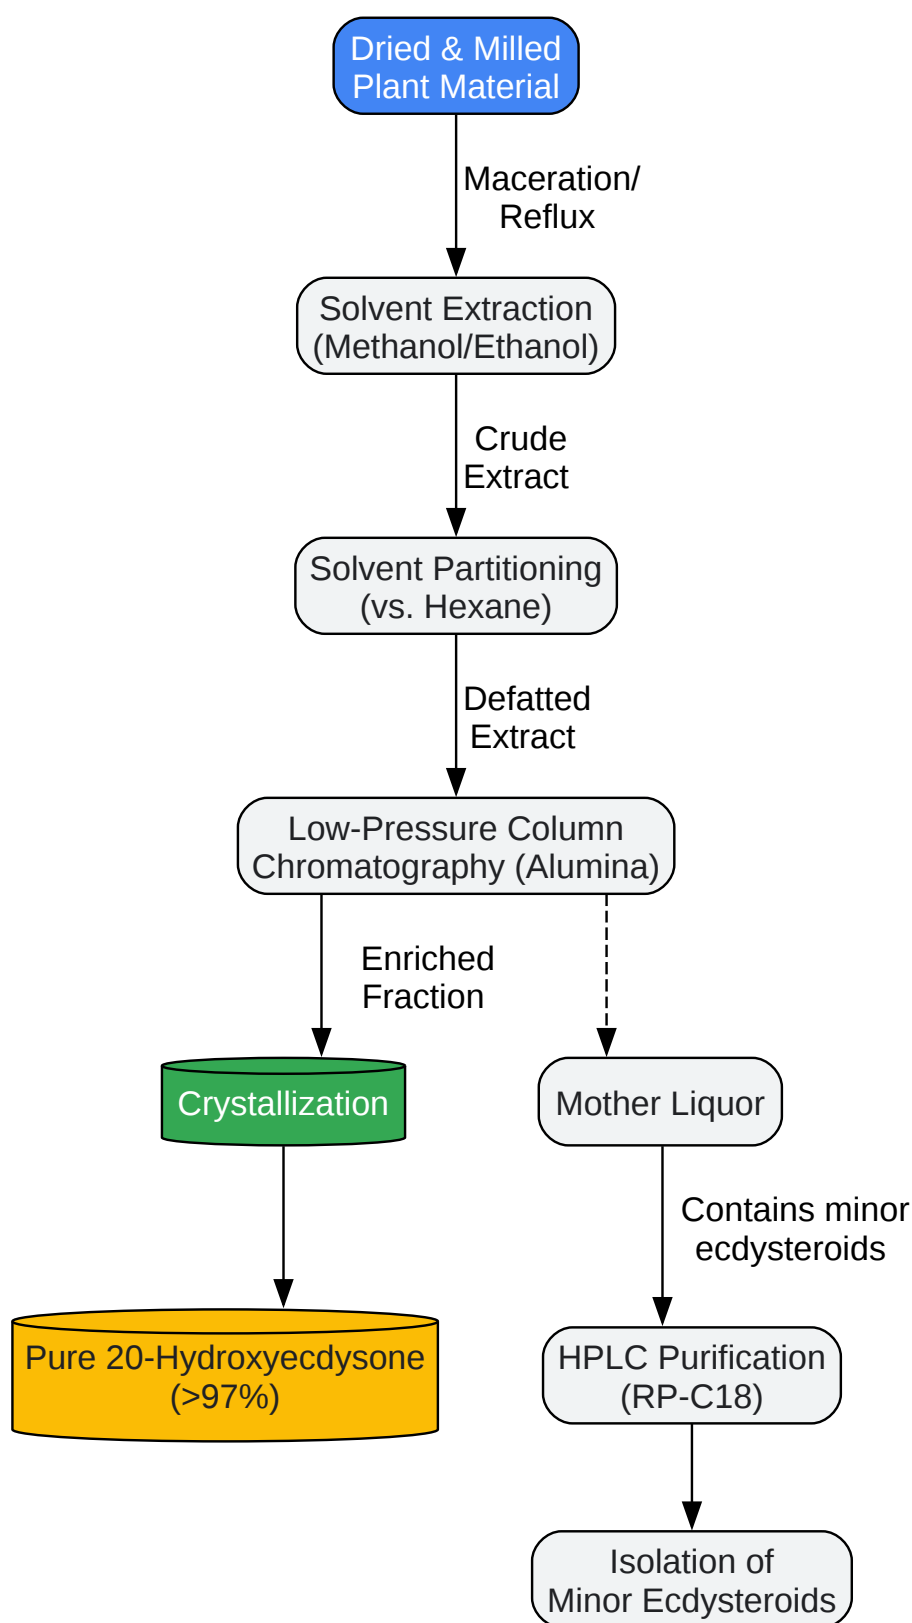 Dried & Milled
Plant Material
Maceration/
Reflux
Solvent Extraction
(Methanol/Ethanol)
Crude
Extract
Solvent Partitioning
(vs. Hexane)
Defatted
Extract
Low-Pressure Column
Chromatography (Alumina)
Enriched
Fraction
Crystallization
Mother Liquor
Contains minor
ecdysteroids
Pure 20-Hydroxyecdysone
(>97%)
HPLC Purification
(RP-C18)
Isolation of
Minor Ecdysteroids